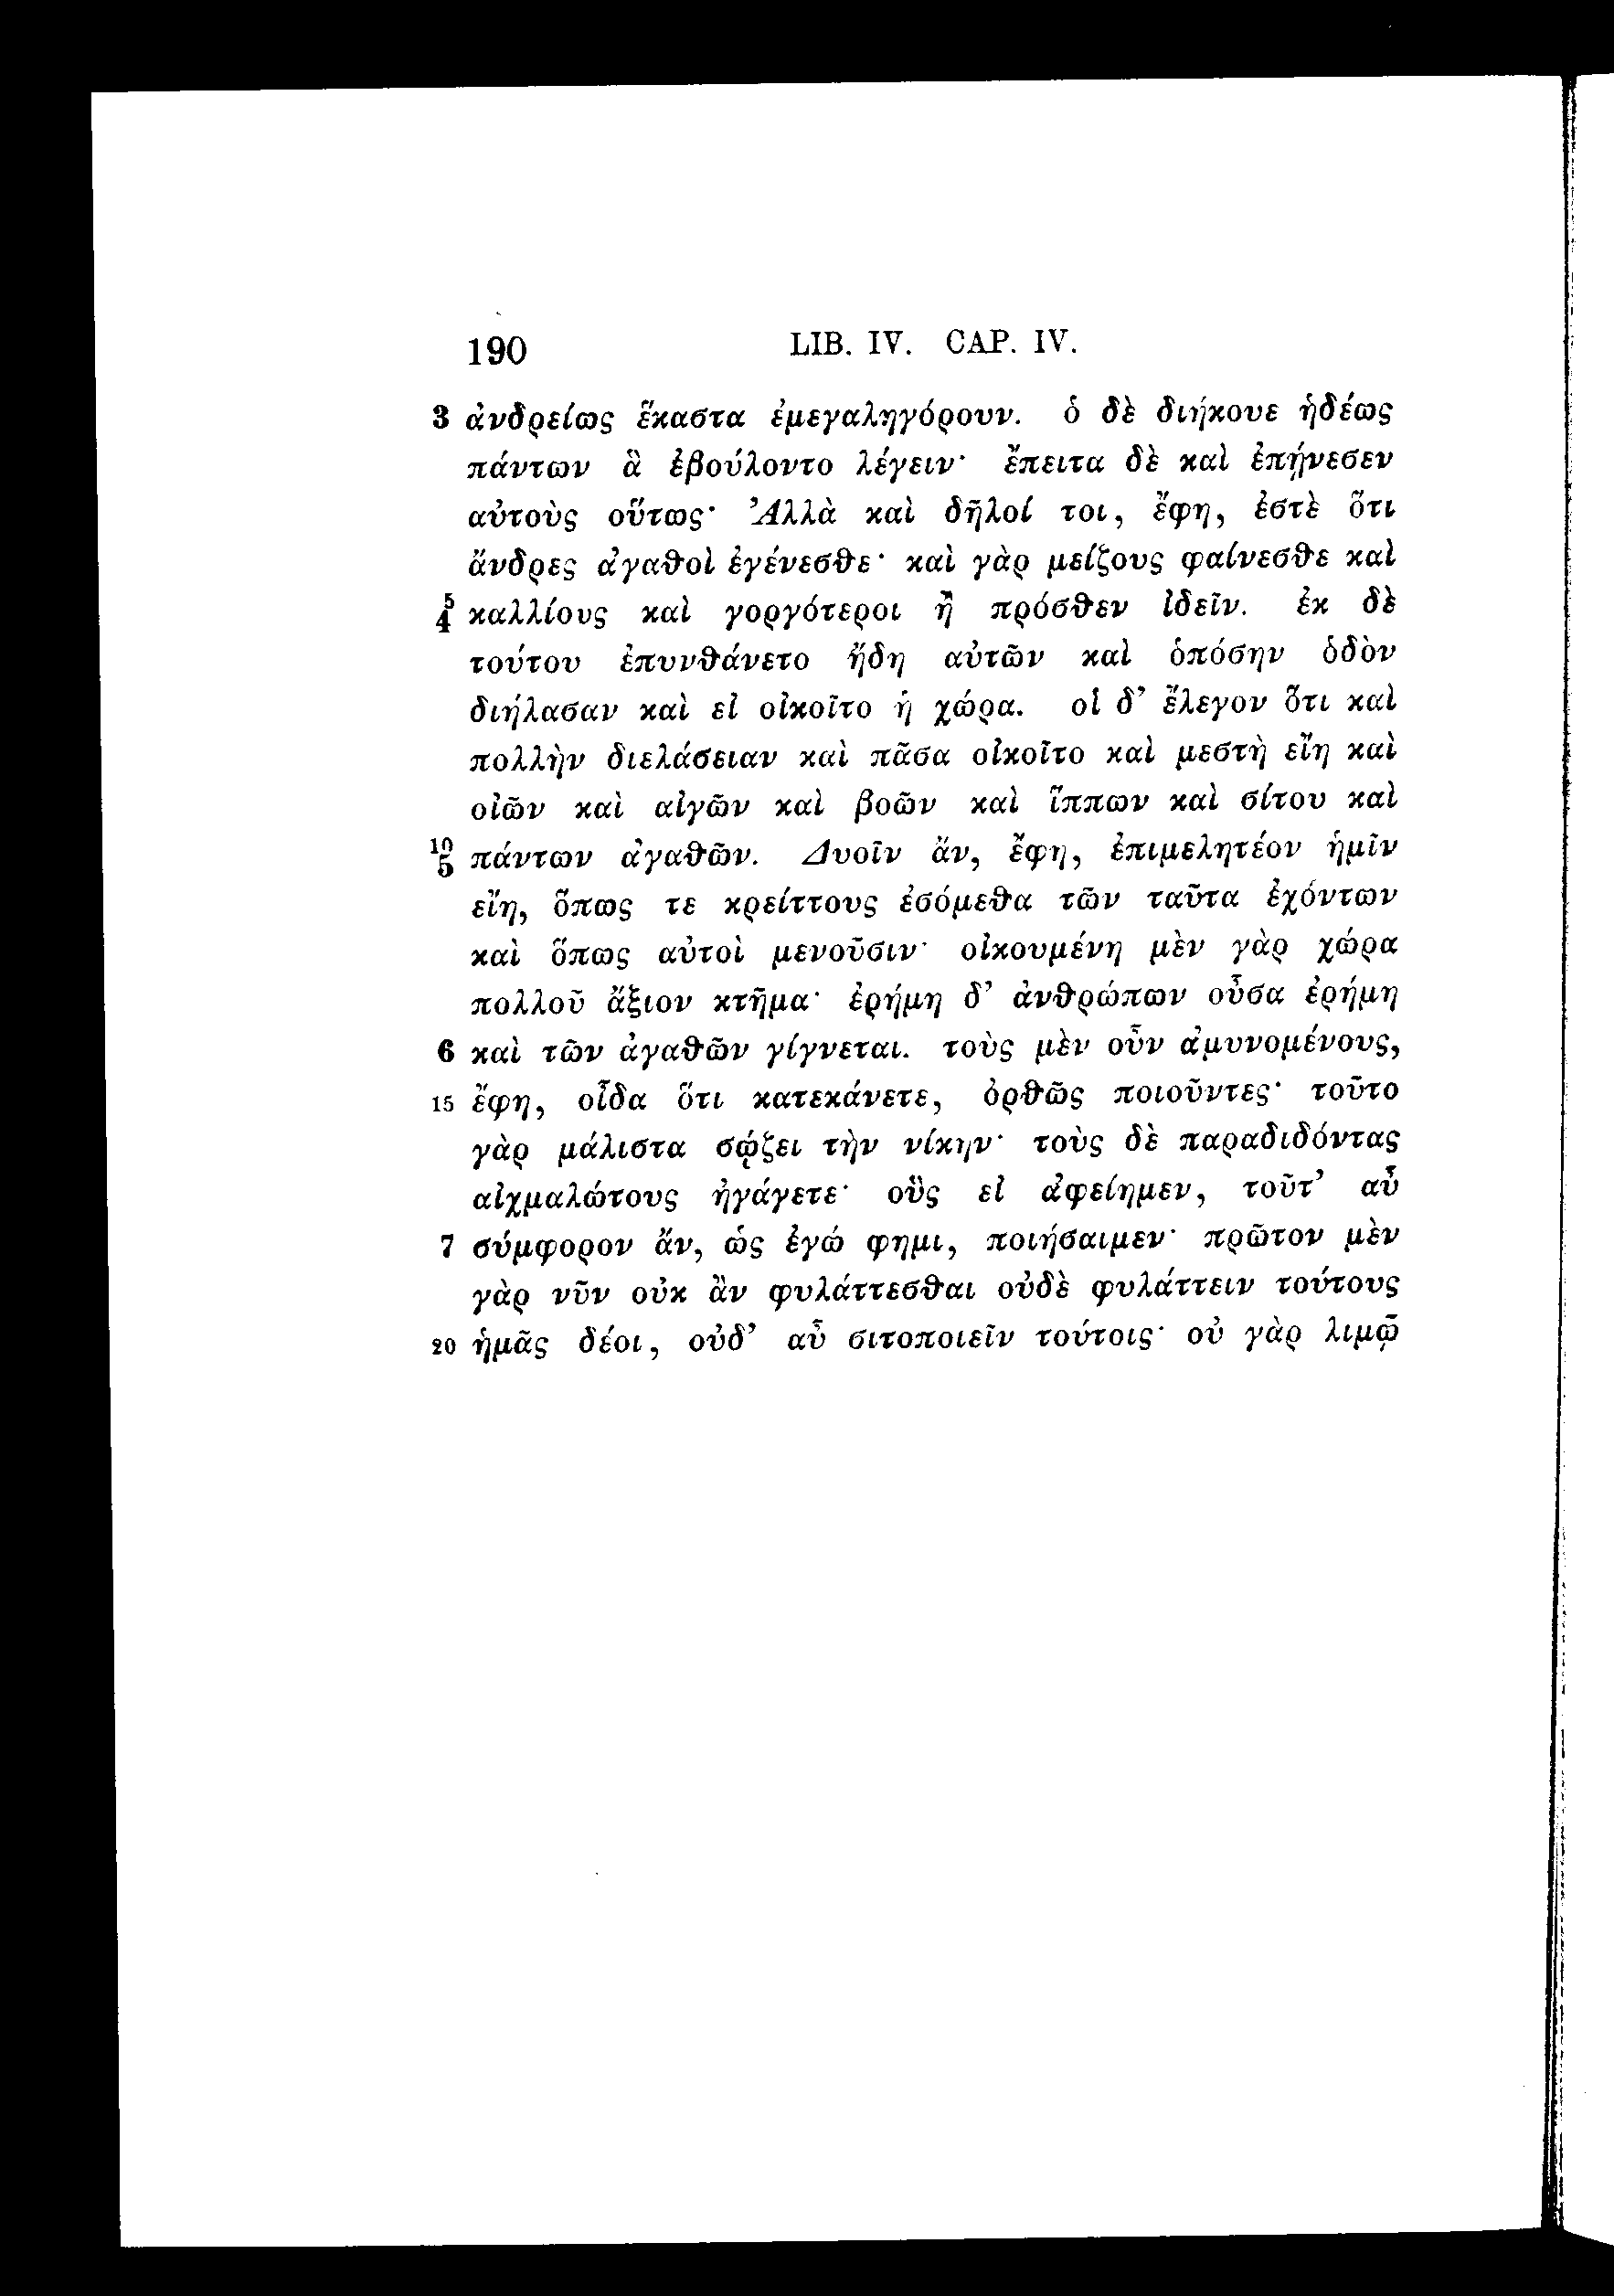 190 LIB. IV. CAP. IV.
3 ἀνδρείως ἕκαστα ἐμεγαληγόρουν. ὁ δὲ διήκουε ἡδέως
πάντων ἃ ἐβούλοντο λέγειν· ἔπειτα δὲ καὶ ἐπῄνεσεν
αὐτοὺς οὕτως· Ἀλλὰ καὶ δῆλοί τοι, ἔφη, ἐστὲ ὅτι
ἄνδρες ἀγαθοὶ ἐγένεσθε· καὶ γὰρ μείζους φαίνεσθε καὶ
5 4 καλλίους καὶ γοργότεροι ἢ πρόσθεν ἰδεῖν. ἐκ δὲ
τούτου ἐπυνθάνετο ἤδη αὐτῶν καὶ ὁπόσην ὁδὸν
διήλασαν καὶ εἰ οἰκοῖτο ἡ χώρα. οἱ δ’ ἔλεγον ὅτι καὶ
πολλὴν διελάσειαν καὶ πᾶσα οἰκοῖτο καὶ μεστὴ εἴη καὶ
οἰῶν καὶ αἰγῶν καὶ βοῶν καὶ ἵππων καὶ σίτου καὶ
10 5 πάντων ἀγαθῶν. Δυοῖν ἄν, ἔφη, ἐπιμελητέον ἡμῖν
εἴη, ὅπως τε κρείττους ἐσόμεθα τῶν ταῦτα ἐχόντων
καὶ ὅπως αὐτοὶ μενοῦσιν· οἰκουμένη μὲν γὰρ χώρα
πολλοῦ ἄξιον κτῆμα· ἐρήμη δ’ ἀνθρώπων οὖσα ἐρήμη
6 καὶ τῶν ἀγαθῶν γίγνεται. τοὺς μὲν οὖν ἀμυνομένους,
15 ἔφη, οἶδα ὅτι κατεκάνετε, ὀρθῶς ποιοῦντες· τοῦτο
γὰρ μάλιστα σῴζει τὴν νίκην· τοὺς δὲ παραδιδόντας
αἰχμαλώτους ἠγάγετε· οὓς εἰ ἀφείημεν, τοῦτ’ αὖ
7 σύμφορον ἄν, ὡς ἐγώ φημι, ποιήσαιμεν· πρῶτον μὲν
γὰρ νῦν οὐκ ἂν φυλάττεσθαι οὐδὲ φυλάττειν τούτους
20 ἡμᾶς δέοι, οὐδ’ αὖ σιτοποιεῖν τούτοις· οὐ γὰρ λιμῷ